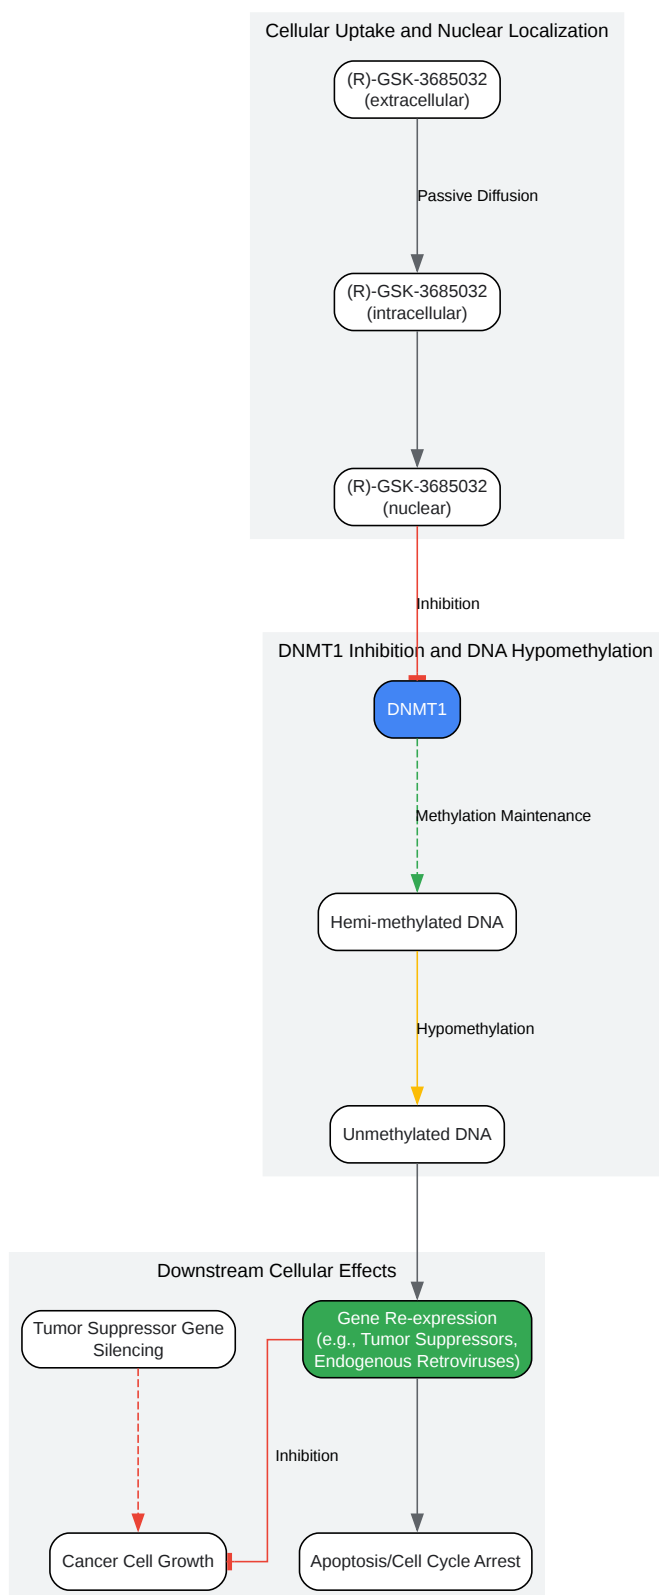 Cellular Uptake and Nuclear Localization
(R)-GSK-3685032
(extracellular)
Passive Diffusion
(R)-GSK-3685032
(intracellular)
(R)-GSK-3685032
(nuclear)
Inhibition
DNMT1 Inhibition and DNA Hypomethylation
DNMT1
Methylation Maintenance
Hemi-methylated DNA
Hypomethylation
Unmethylated DNA
Downstream Cellular Effects
Tumor Suppressor Gene
Silencing
Gene Re-expression
(e.g., Tumor Suppressors,
Endogenous Retroviruses)
Inhibition
Cancer Cell Growth
Apoptosis/Cell Cycle Arrest